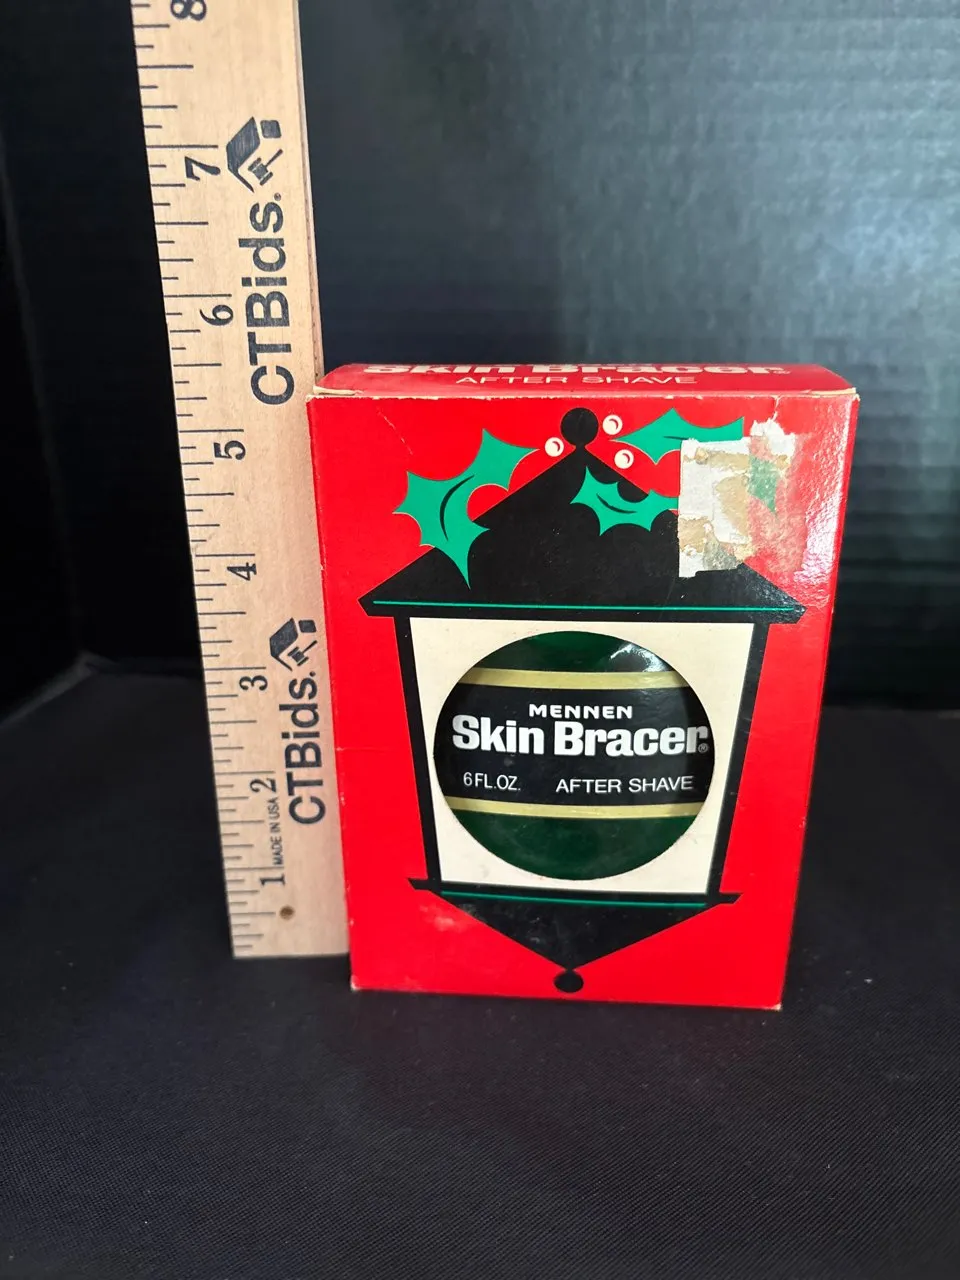 8
7
CTBids.
6
5
4
CTBids.
3
2
MADE IN USA
1
Skin Bracer®
AFTER SHAVE
MENNEN
Skin Bracer®
6 FL. OZ. AFTER SHAVE